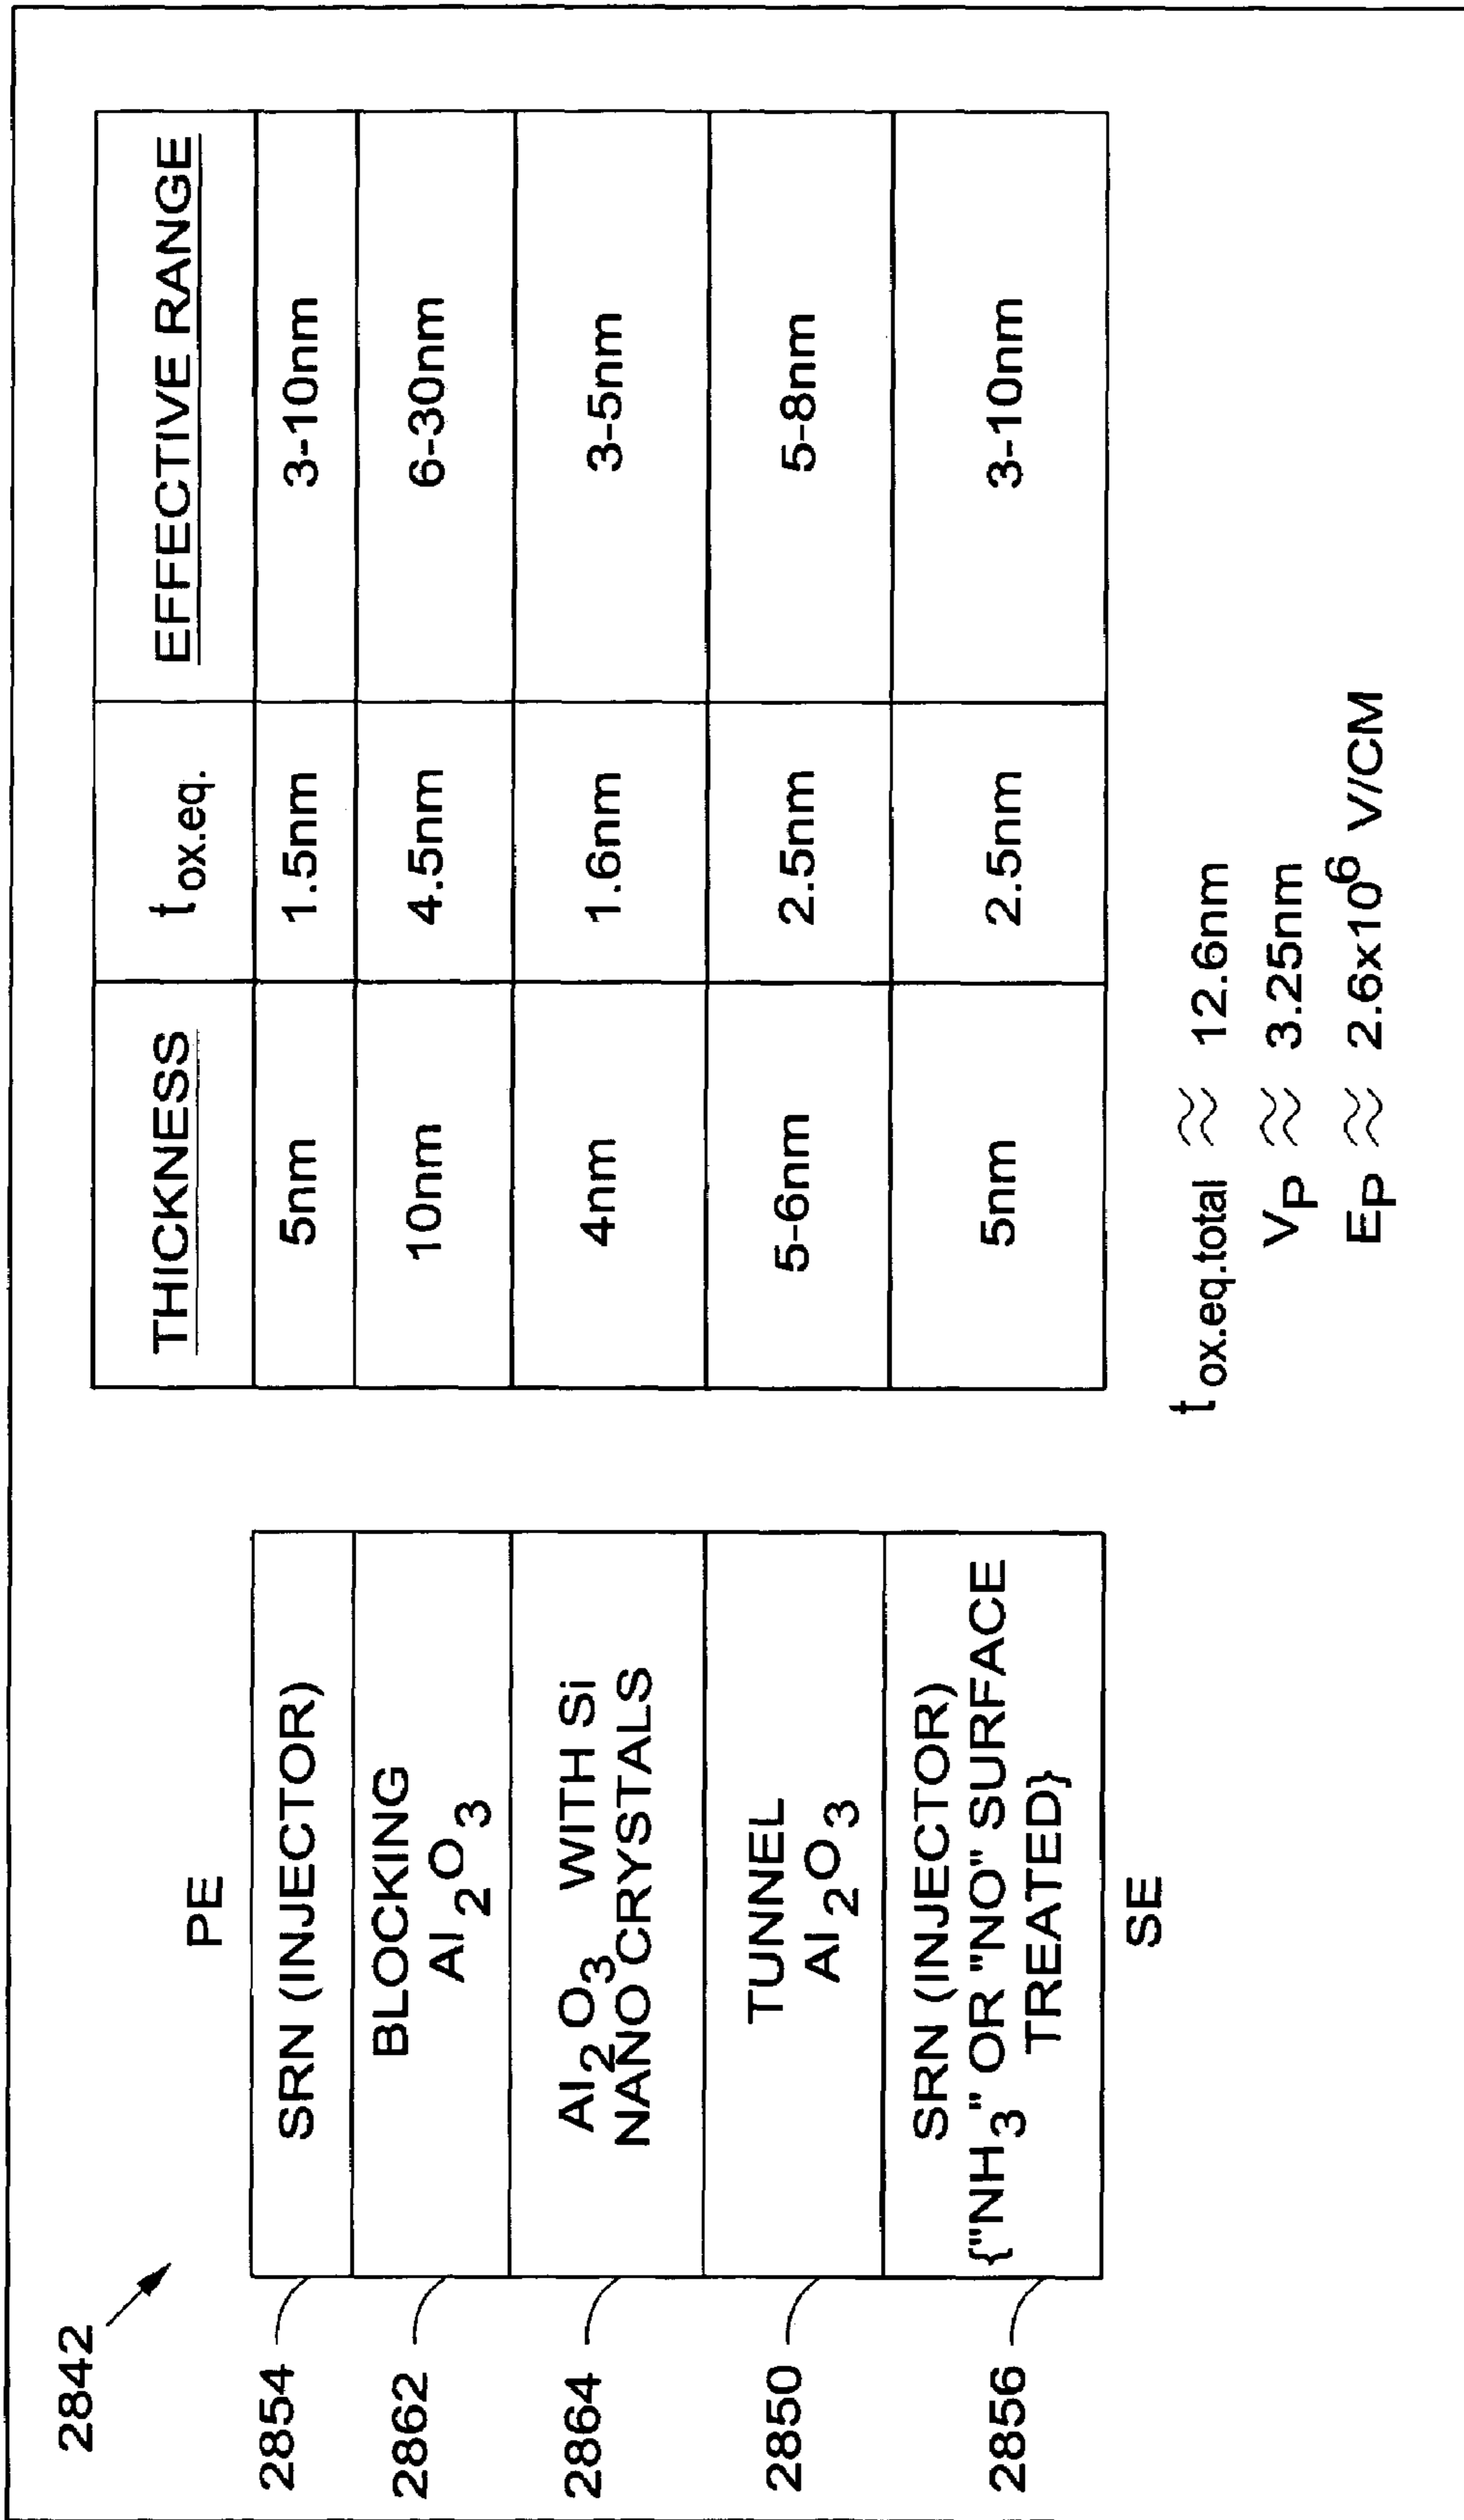 2842
PE
2854
SRN (INJECTOR)
2862
BLOCKING
Al2O3
2864
Al2O3 WITH Si
NANO CRYSTALS
2850
TUNNEL
Al2O3
2856
SRN (INJECTOR)
{"NH3" OR "NO" SURFACE
TREATED}
SE
THICKNESS tox.eq. EFFECTIVE RANGE
5nm 1.5nm 3-10nm
10nm 4.5nm 6-30nm
4nm 1.6nm 3-5nm
5-6nm 2.5nm 5-8nm
5nm 2.5nm 3-10nm
tox.eq.total ≈ 12.6nm
VP ≈ 3.25nm
EP ≈ 2.6x10⁶ V/CM